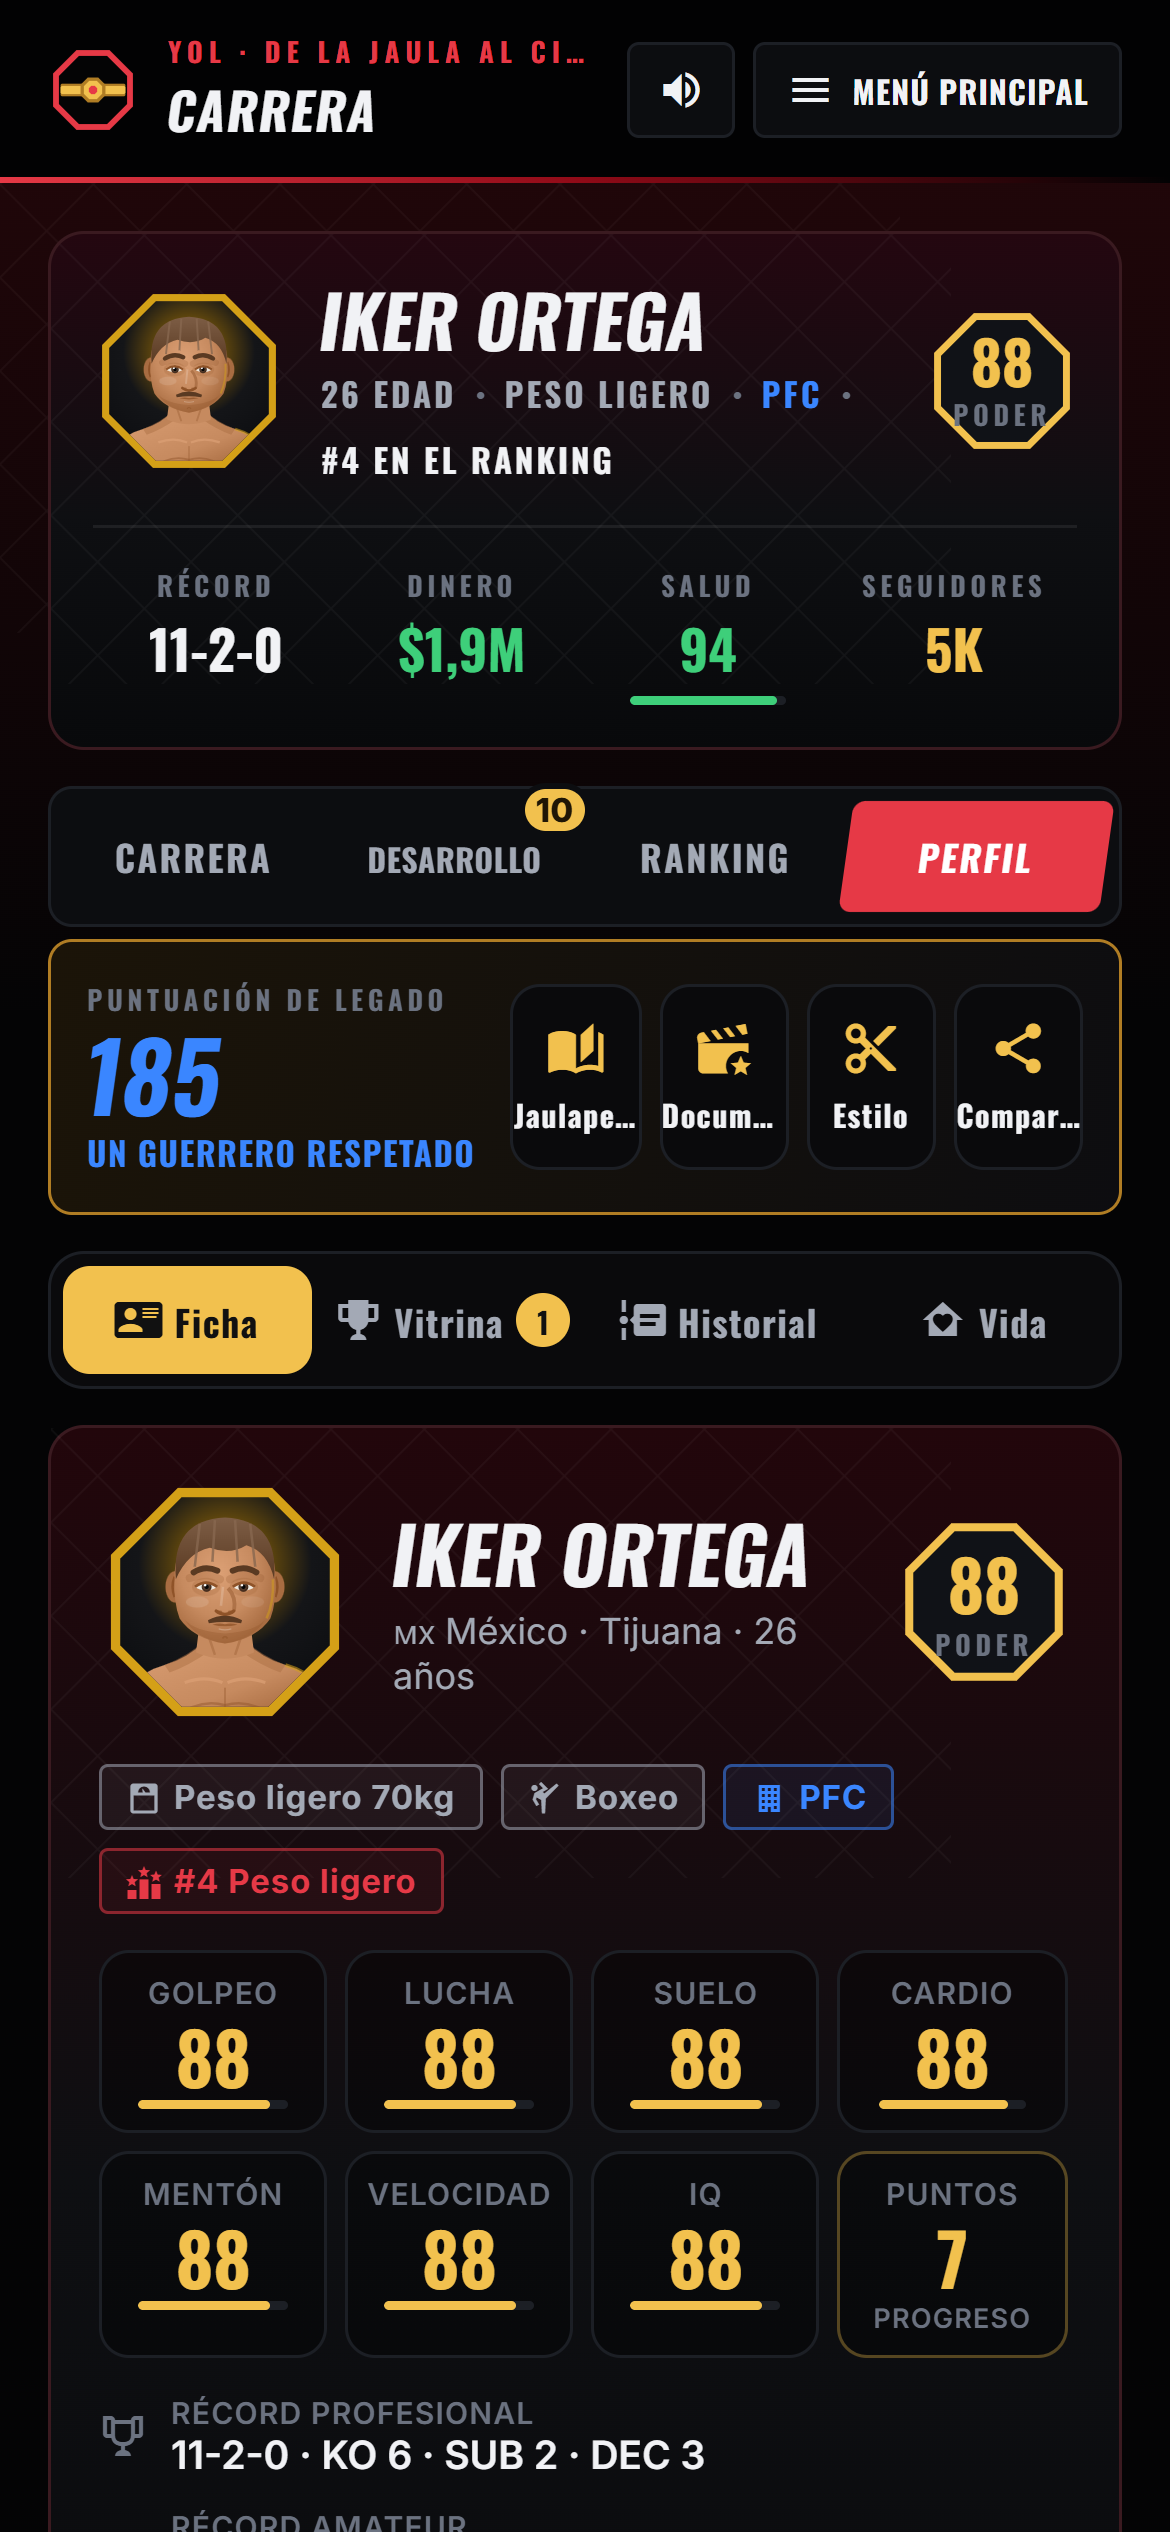 YOL · DE LA JAULA AL CI…
CARRERA
MENÚ PRINCIPAL
IKER ORTEGA
26 EDAD · PESO LIGERO · PFC ·
#4 EN EL RANKING
88
PODER
RÉCORD
11-2-0
DINERO
$1,9M
SALUD
94
SEGUIDORES
5K
CARRERA
DESARROLLO
10
RANKING
PERFIL
PUNTUACIÓN DE LEGADO
185
UN GUERRERO RESPETADO
Jaulape…
Docum…
Estilo
Compar…
Ficha
Vitrina
1
Historial
Vida
IKER ORTEGA
MX México · Tijuana · 26
años
88
PODER
Peso ligero 70kg
Boxeo
PFC
#4 Peso ligero
GOLPEO
88
LUCHA
88
SUELO
88
CARDIO
88
MENTÓN
88
VELOCIDAD
88
IQ
88
PUNTOS
7
PROGRESO
RÉCORD PROFESIONAL
11-2-0 · KO 6 · SUB 2 · DEC 3
RÉCORD AMATEUR